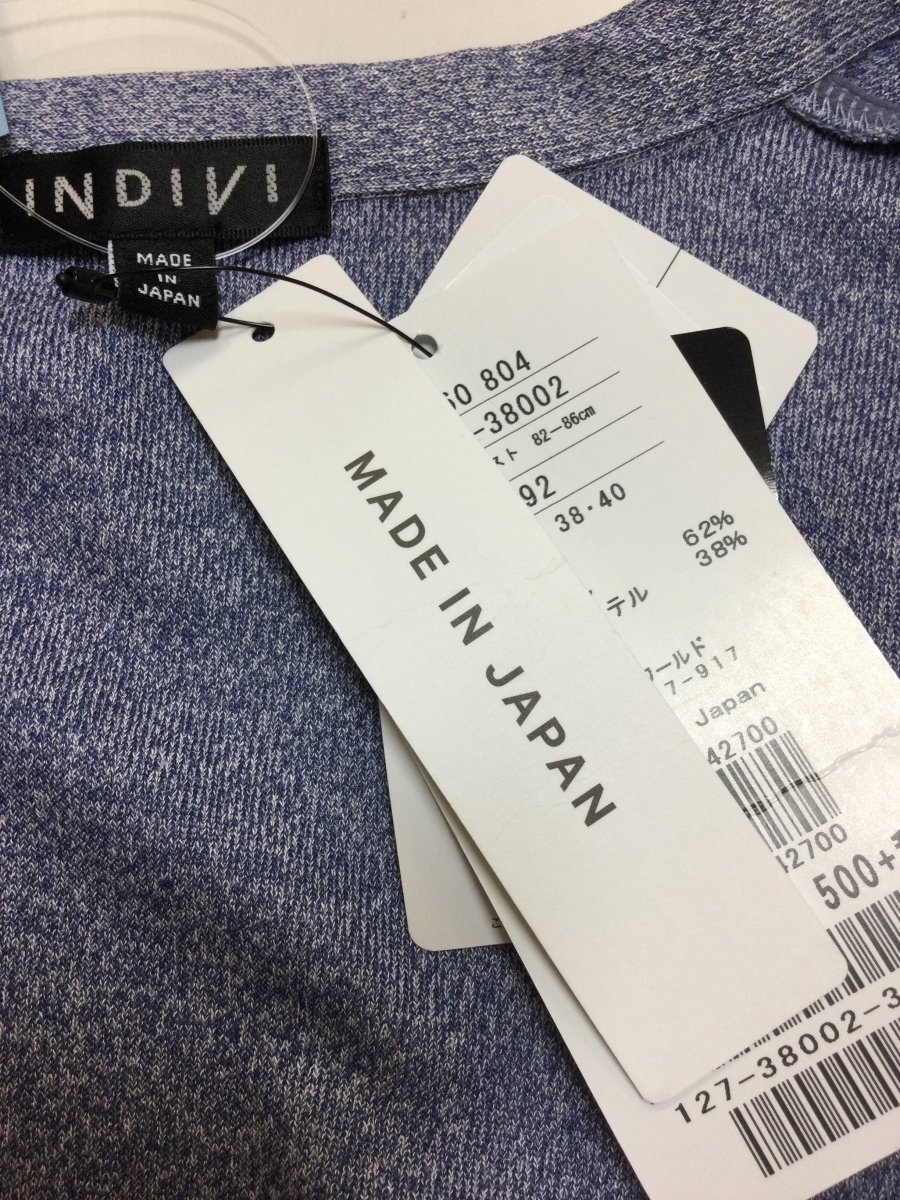 INDIVI
MADE
IN
JAPAN
MADE IN JAPAN
60 804
-38002
スト 82-86cm
92
38・40
62%
38%
テル
ールド
7-917
Japan
42700
42700
500+
127-38002-3